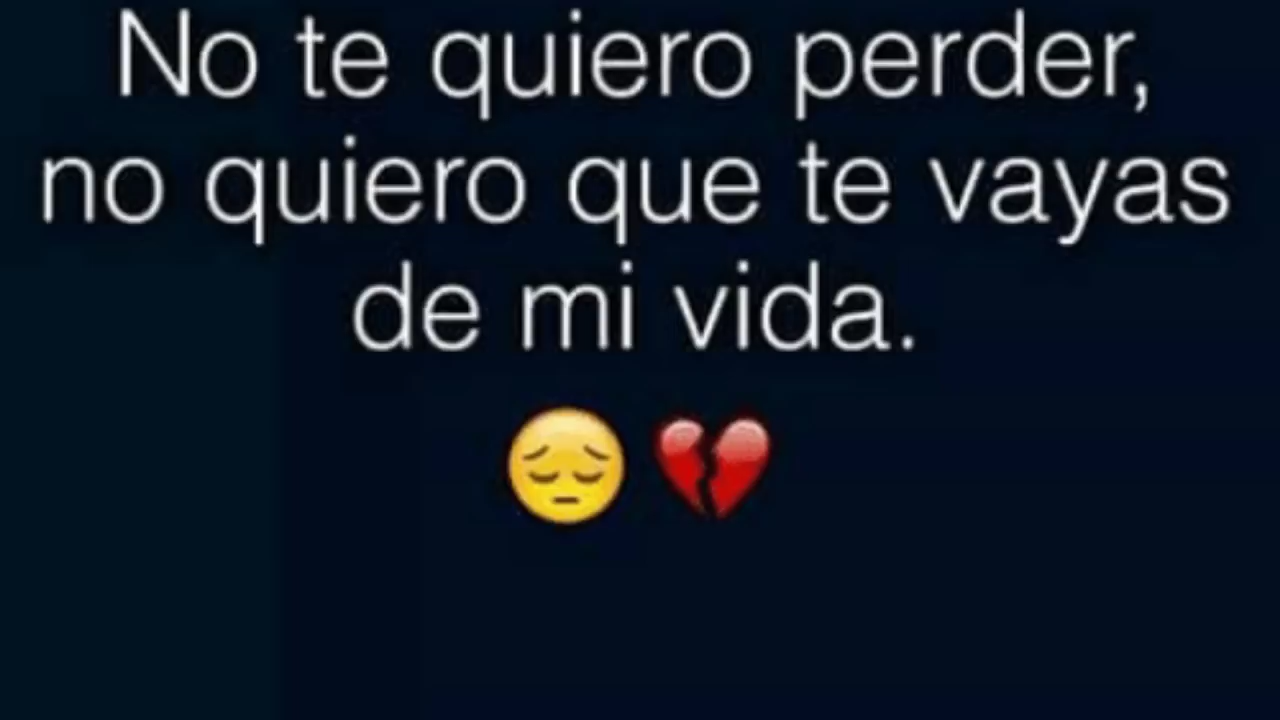 No te quiero perder,
no quiero que te vayas
de mi vida.
😔 💔